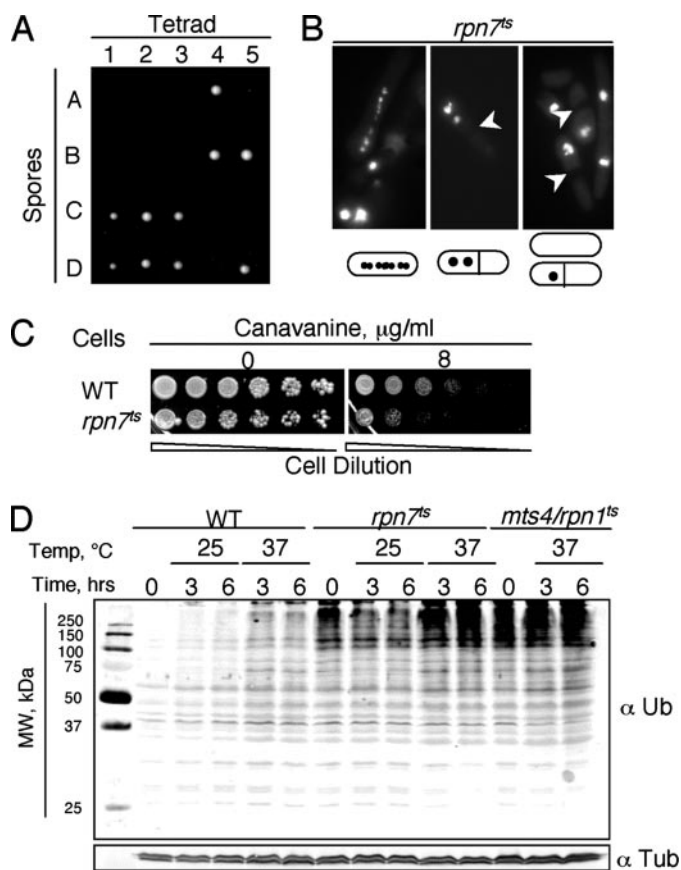 A
Tetrad
1 2 3 4 5
Spores
A
B
C
D
B
rpn7ts
C
Cells
Canavanine, μg/ml
0 8
WT
rpn7ts
Cell Dilution
D
WT rpn7ts mts4/rpn1ts
Temp, °C 25 37 25 37 37
Time, hrs 0 3 6 3 6 0 3 6 3 6 0 3 6
MW, kDa
250
150
100
75
50
37
25
α Ub
α Tub